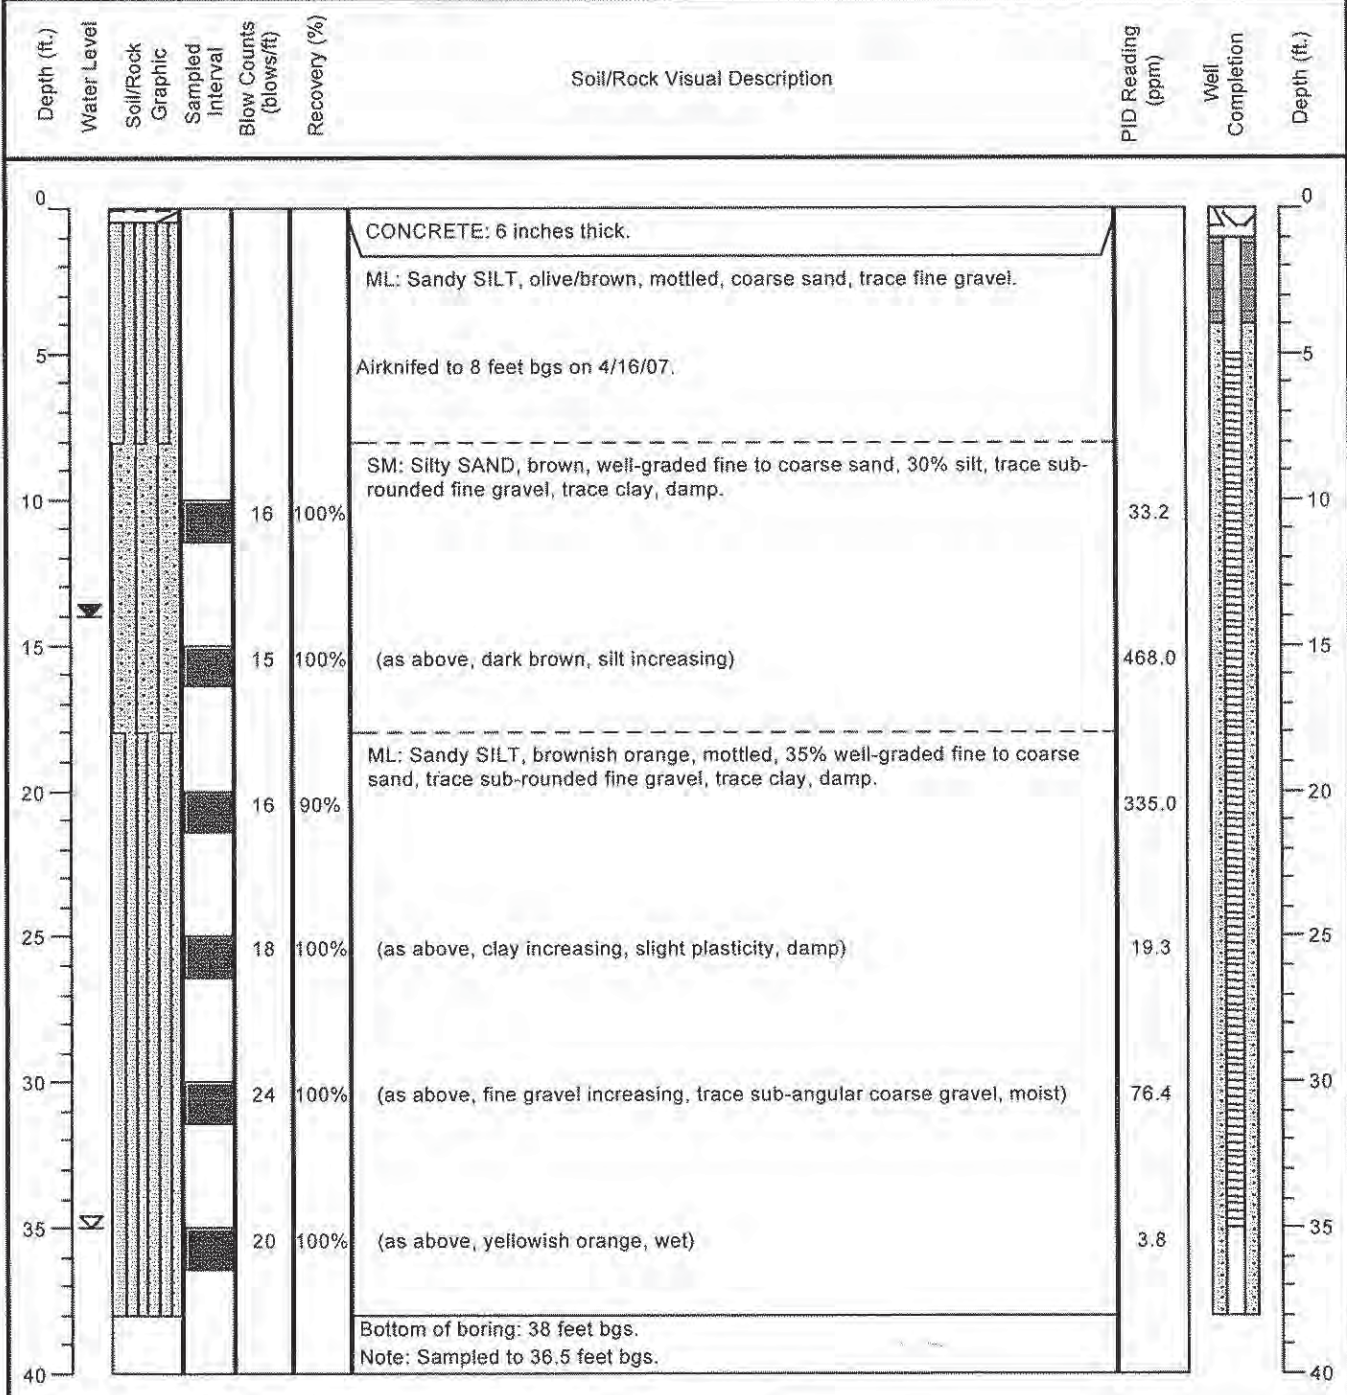 Depth (ft.)
Water Level
Soil/Rock
Graphic
Sampled
Interval
Blow Counts
(blows/ft)
Recovery (%)
Soil/Rock Visual Description
PID Reading
(ppm)
Well
Completion
Depth (ft.)
0 0
CONCRETE: 6 inches thick.
ML: Sandy SILT, olive/brown, mottled, coarse sand, trace fine gravel.
5 Airknifed to 8 feet bgs on 4/16/07. 5
SM: Silty SAND, brown, well-graded fine to coarse sand, 30% silt, trace sub-
rounded fine gravel, trace clay, damp.
10 16 100% 33.2 10
15 15 100% (as above, dark brown, silt increasing) 468.0 15
ML: Sandy SILT, brownish orange, mottled, 35% well-graded fine to coarse
sand, trace sub-rounded fine gravel, trace clay, damp.
20 16 90% 335.0 20
25 18 100% (as above, clay increasing, slight plasticity, damp) 19.3 25
30 24 100% (as above, fine gravel increasing, trace sub-angular coarse gravel, moist) 76.4 30
35 20 100% (as above, yellowish orange, wet) 3.8 35
Bottom of boring: 38 feet bgs.
Note: Sampled to 36.5 feet bgs.
40 40